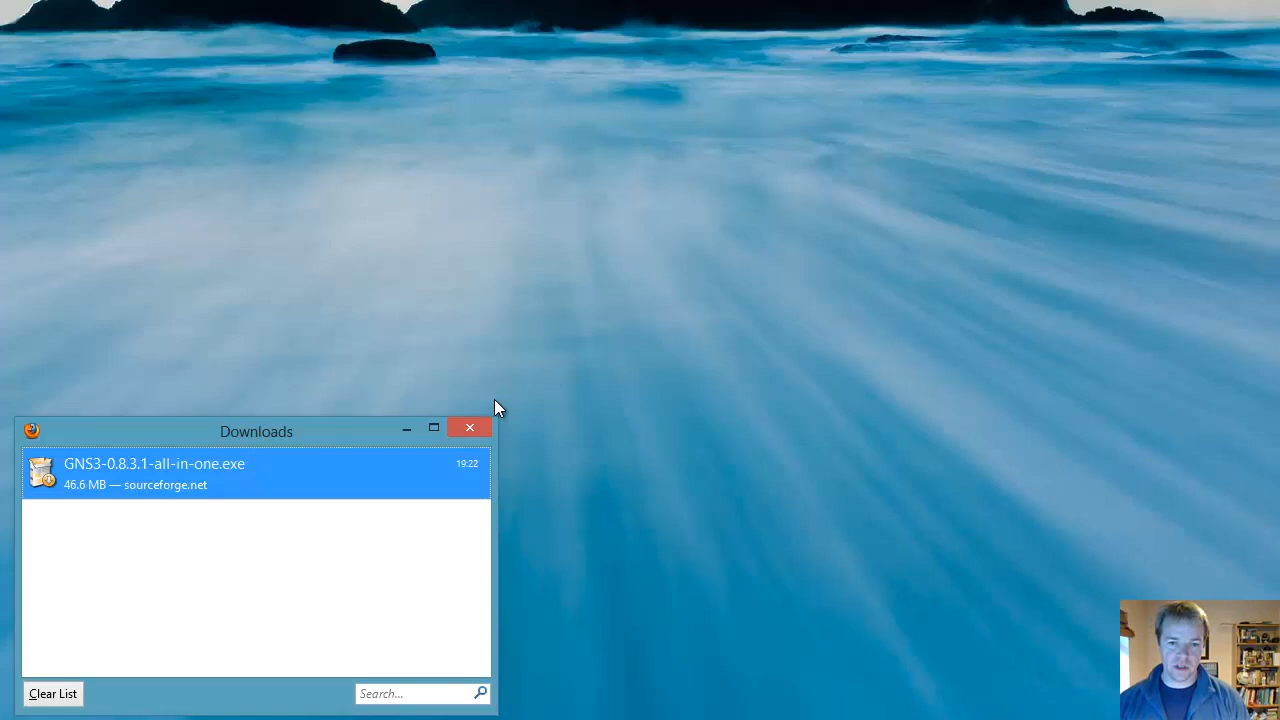 Downloads
GNS3-0.8.3.1-all-in-one.exe
19:22
46.6 MB — sourceforge.net
Clear List
Search...